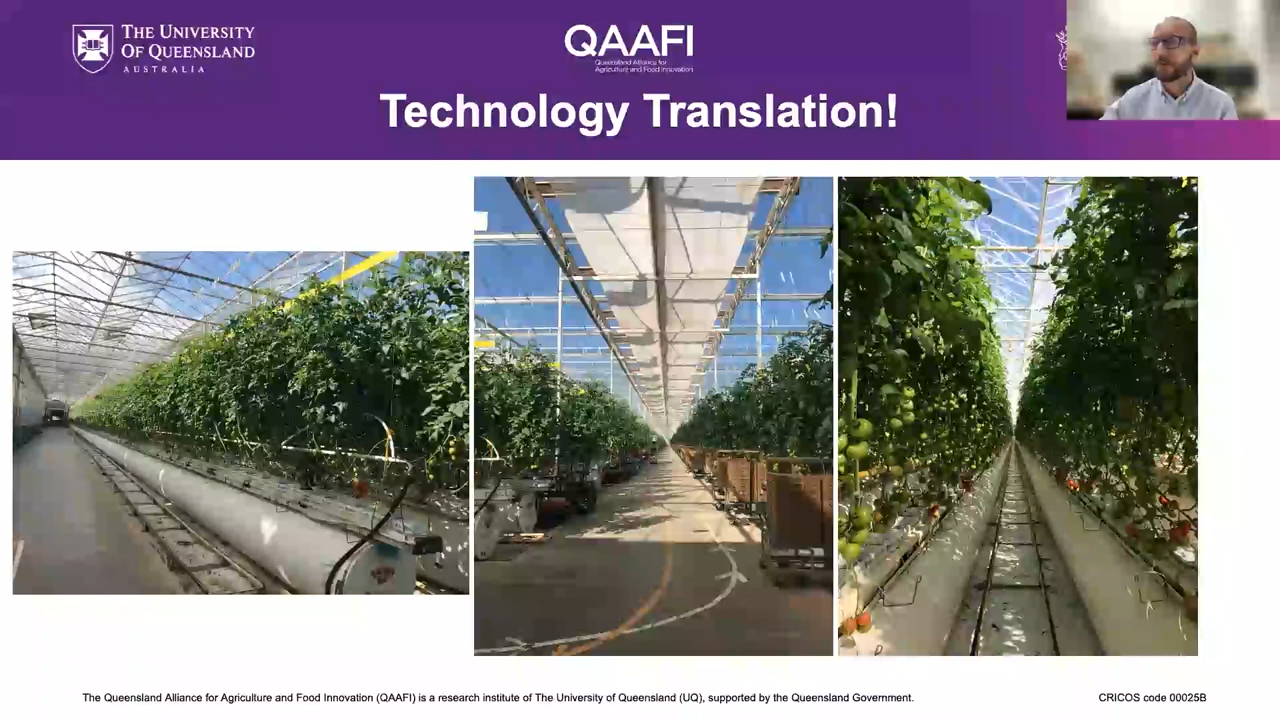 THE UNIVERSITY
OF QUEENSLAND
AUSTRALIA
QAAFI
Queensland Alliance for
Agriculture and Food Innovation
Technology Translation!
The Queensland Alliance for Agriculture and Food Innovation (QAAFI) is a research institute of The University of Queensland (UQ), supported by the Queensland Government.
CRICOS code 00025B